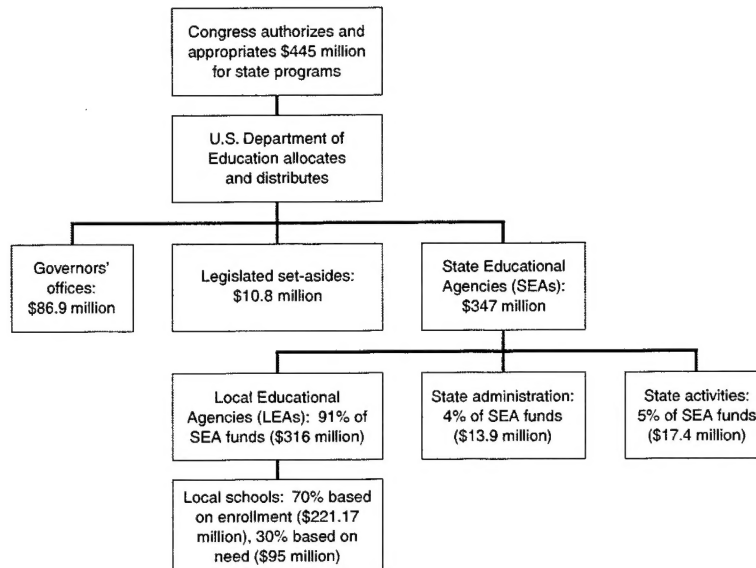 Congress authorizes and
appropriates $445 million
for state programs
U.S. Department of
Education allocates
and distributes
Governors'
offices:
$86.9 million
Legislated set-asides:
$10.8 million
State Educational
Agencies (SEAs):
$347 million
Local Educational
Agencies (LEAs): 91% of
SEA funds ($316 million)
State administration:
4% of SEA funds
($13.9 million)
State activities:
5% of SEA funds
($17.4 million)
Local schools: 70% based
on enrollment ($221.17
million), 30% based on
need ($95 million)